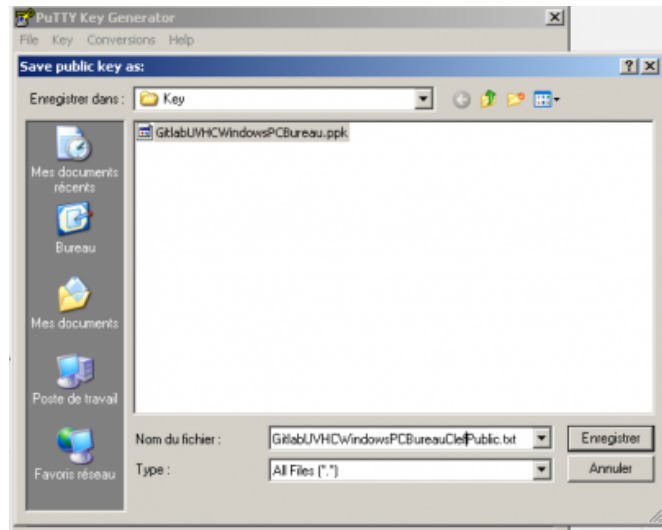 PuTTY Key Generator
File Key Conversions Help
Save public key as:
Enregistrer dans : Key
GitlabUVHCWindowsPCBureau.ppk
Mes documents
récents
Bureau
Mes documents
Poste de travail
Favoris réseau
Nom du fichier : GitlabUVHCWindowsPCBureauClefPublic.txt Enregistrer
Type : All Files (*.*) Annuler